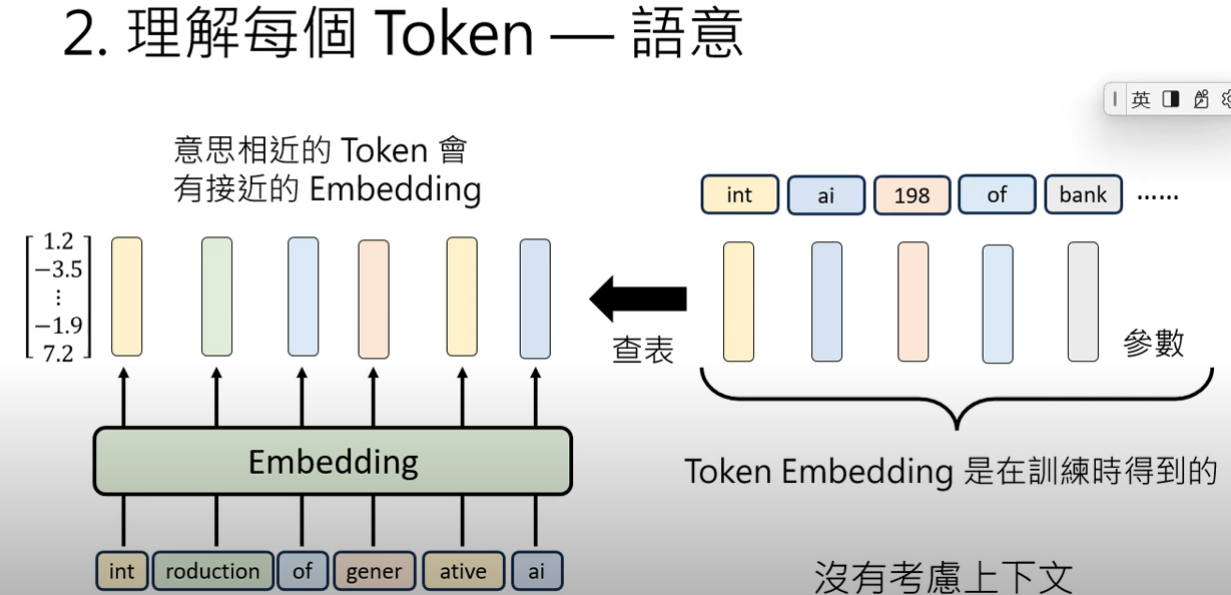 2. 理解每個 Token — 語意
英
意思相近的 Token 會
有接近的 Embedding
int ai 198 of bank ......
1.2
−3.5
⋮
−1.9
7.2
查表
參數
Embedding
Token Embedding 是在訓練時得到的
int roduction of gener ative ai
沒有考慮上下文